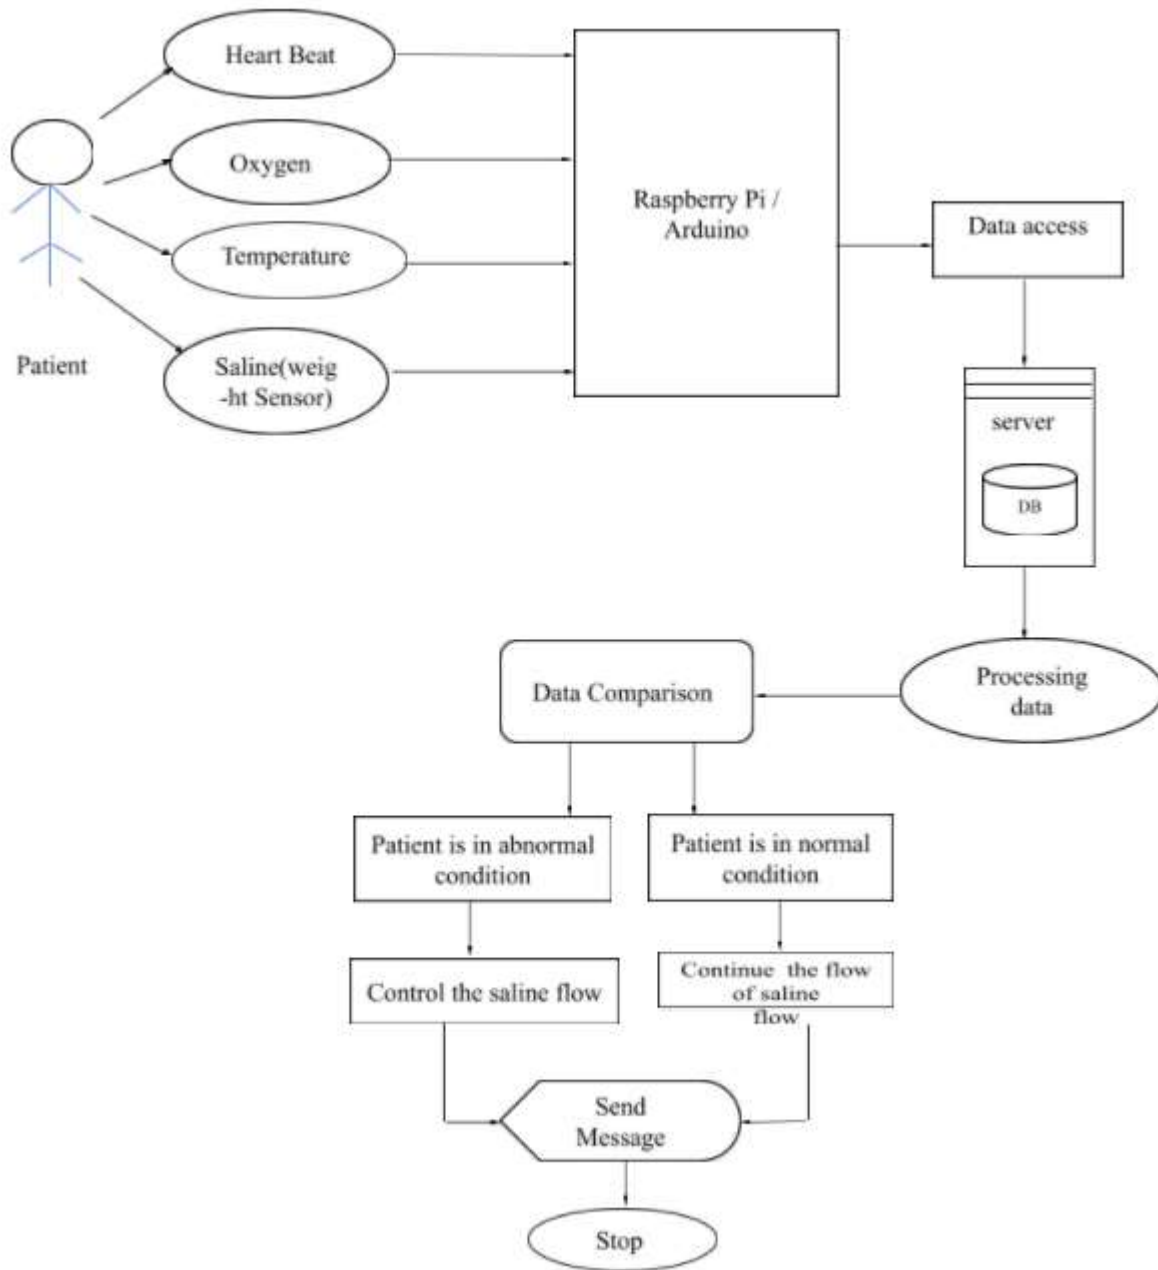 Heart Beat
Oxygen
Temperature
Saline(weig
-ht Sensor)
Patient
Raspberry Pi /
Arduino
Data access
server
DB
Processing
data
Data Comparison
Patient is in abnormal
condition
Patient is in normal
condition
Control the saline flow
Continue the flow
of saline
flow
Send
Message
Stop